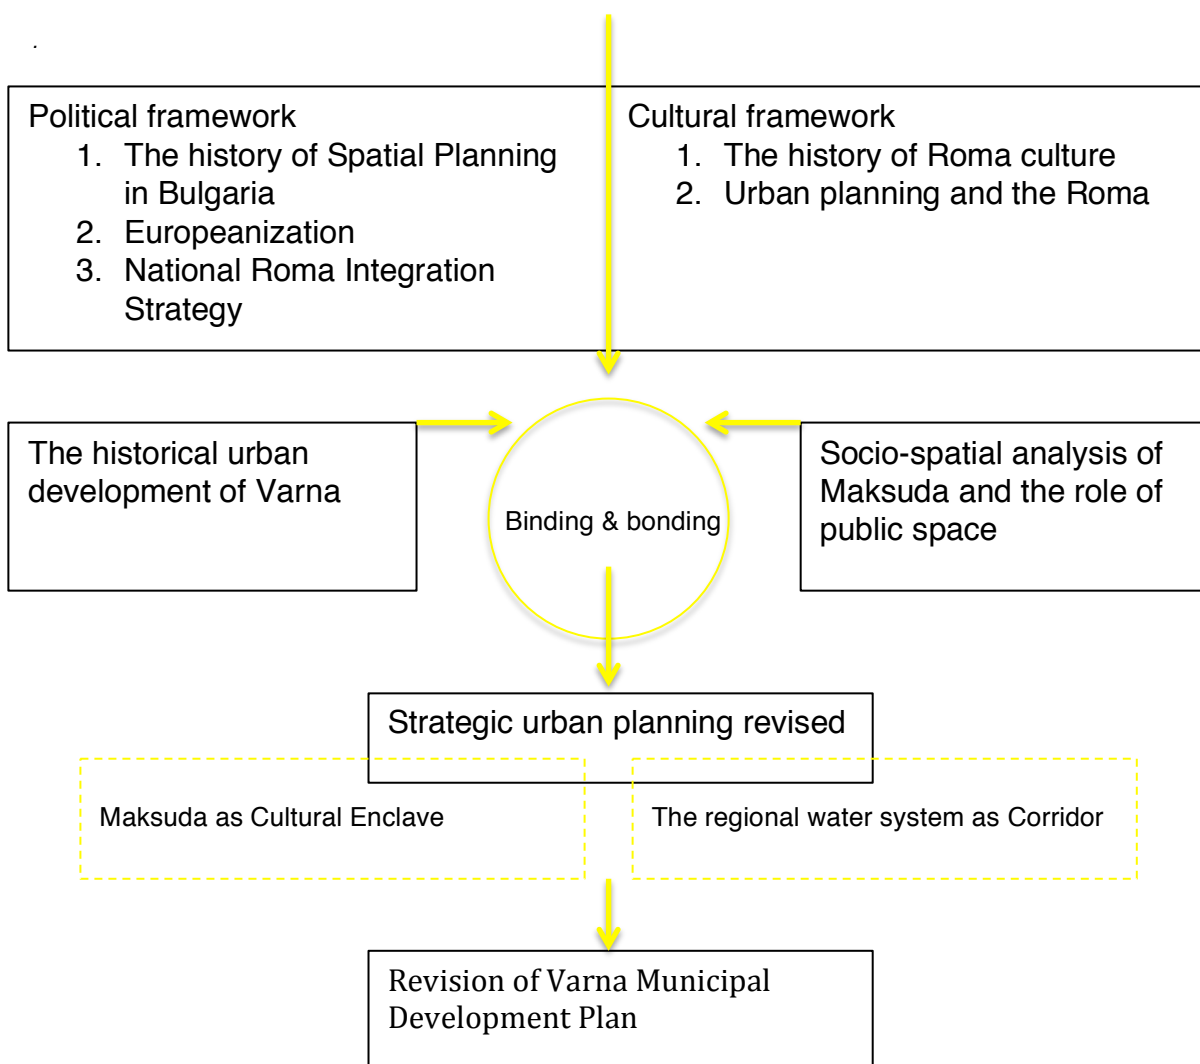 .
Political framework
1. The history of Spatial Planning
in Bulgaria
2. Europeanization
3. National Roma Integration
Strategy
Cultural framework
1. The history of Roma culture
2. Urban planning and the Roma
The historical urban
development of Varna
Binding & bonding
Socio-spatial analysis of
Maksuda and the role of
public space
Strategic urban planning revised
Maksuda as Cultural Enclave
The regional water system as Corridor
Revision of Varna Municipal
Development Plan